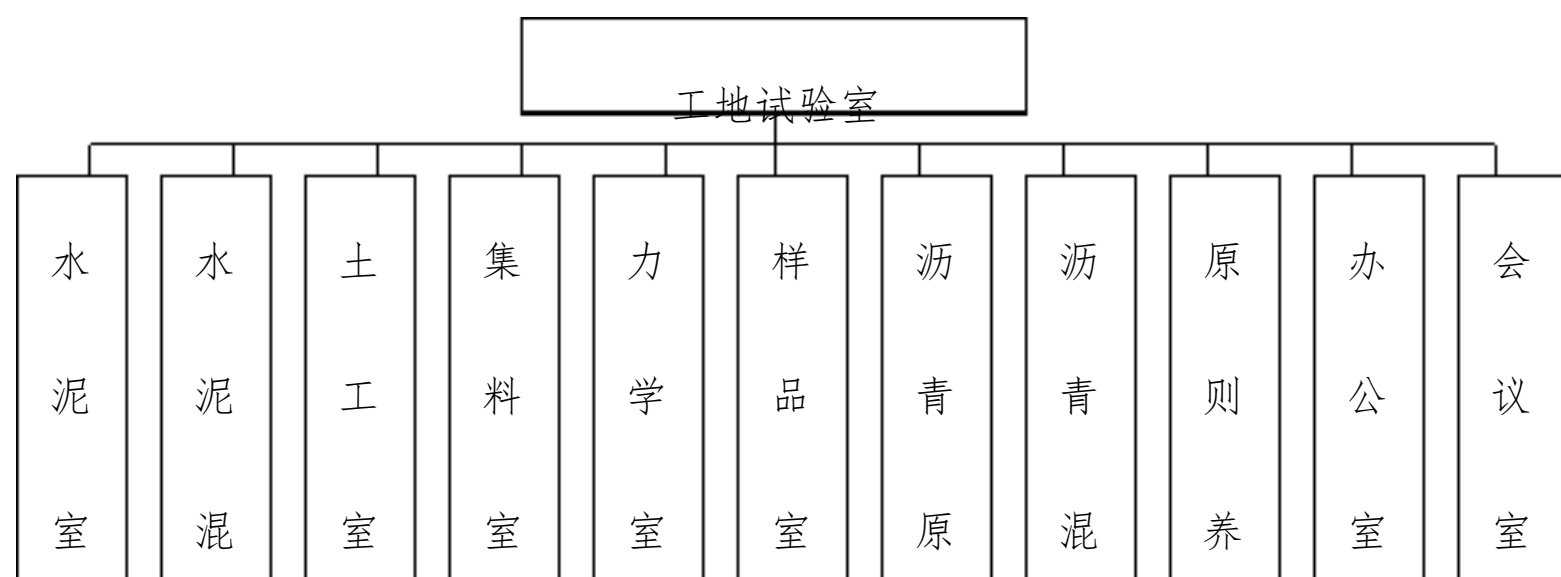 工地试验室
水泥室
水泥混
土工室
集料室
力学室
样品室
沥青原
沥青混
原则养
办公室
会议室